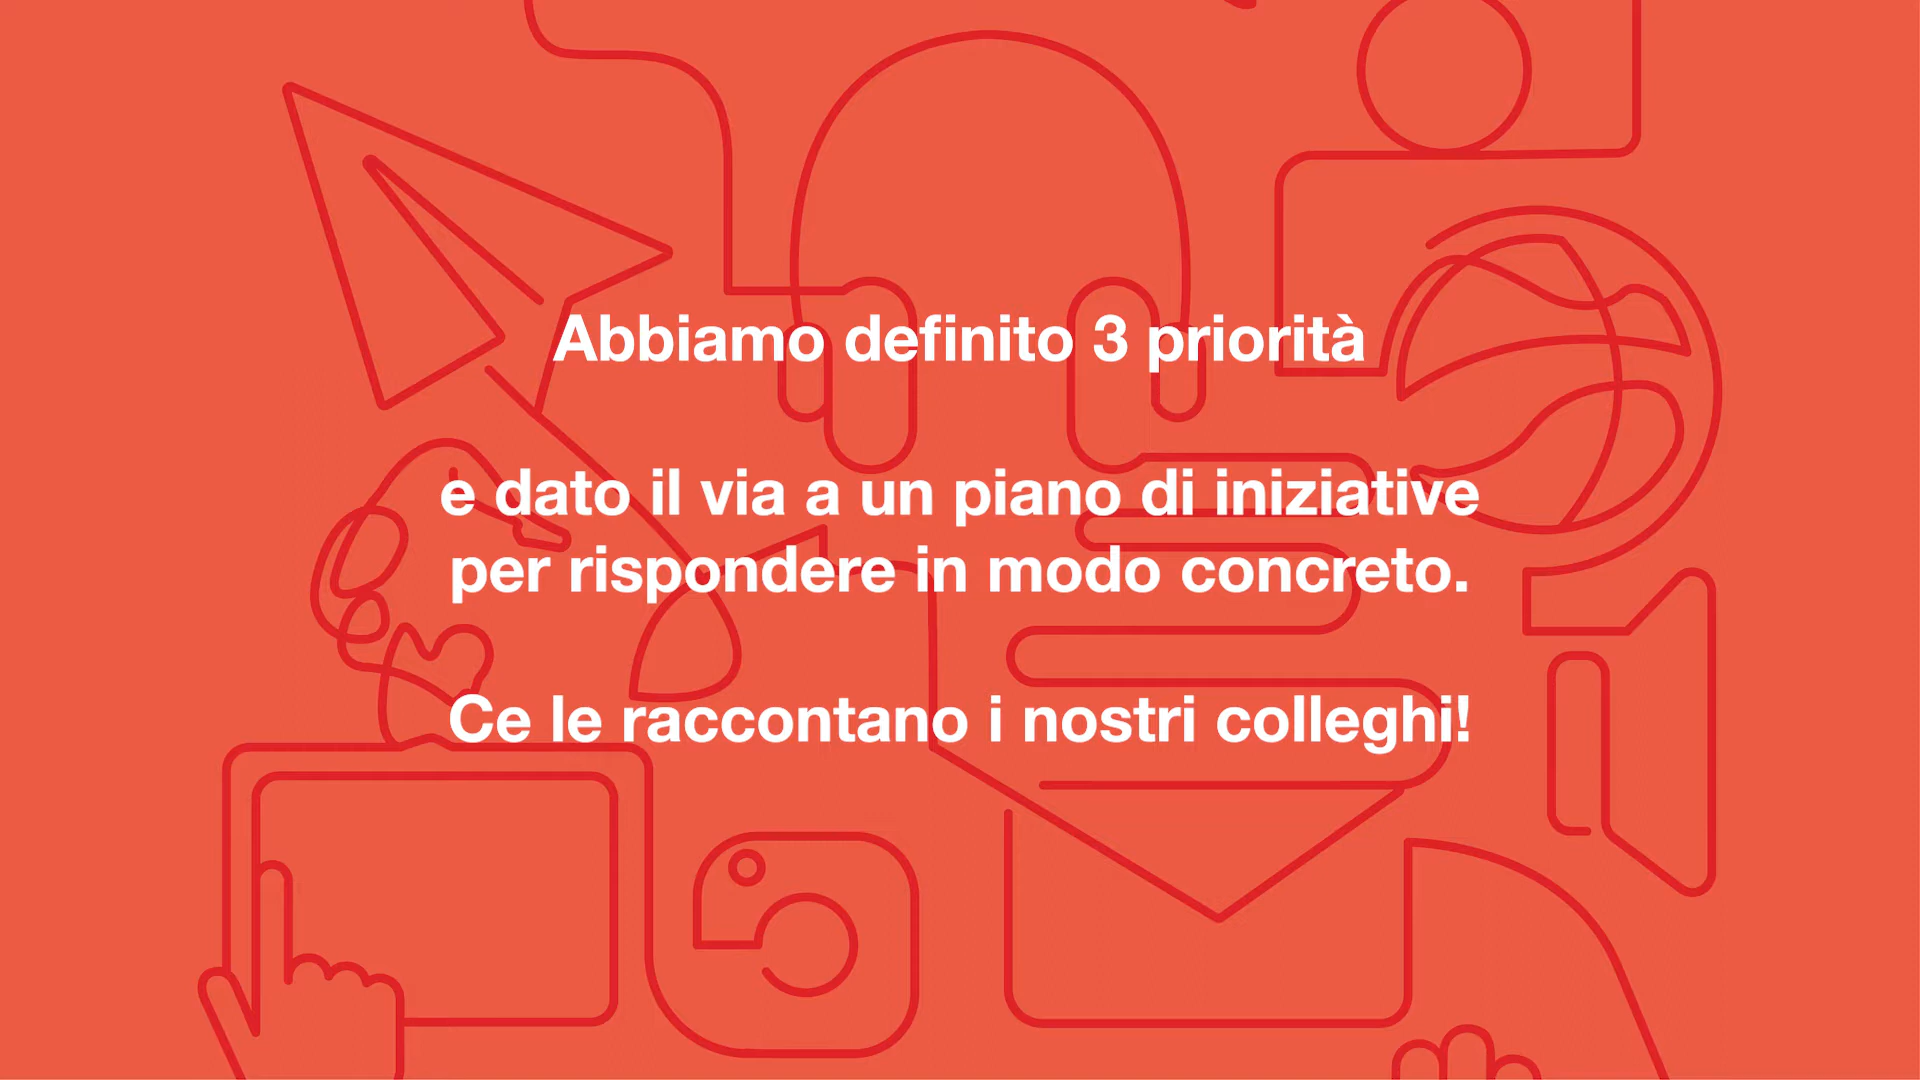 Abbiamo definito 3 priorità
e dato il via a un piano di iniziative
per rispondere in modo concreto.
Ce le raccontano i nostri colleghi!